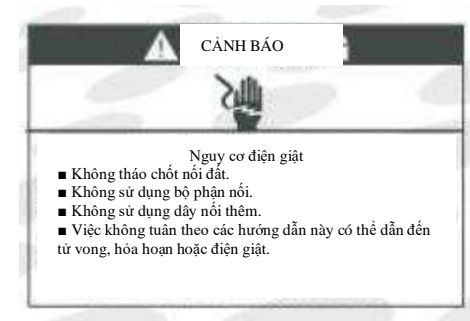 CẢNH BÁO
Nguy cơ điện giật
■ Không tháo chốt nối đất.
■ Không sử dụng bộ phận nối.
■ Không sử dụng dây nối thêm.
■ Việc không tuân theo các hướng dẫn này có thể dẫn đến
tử vong, hỏa hoạn hoặc điện giật.